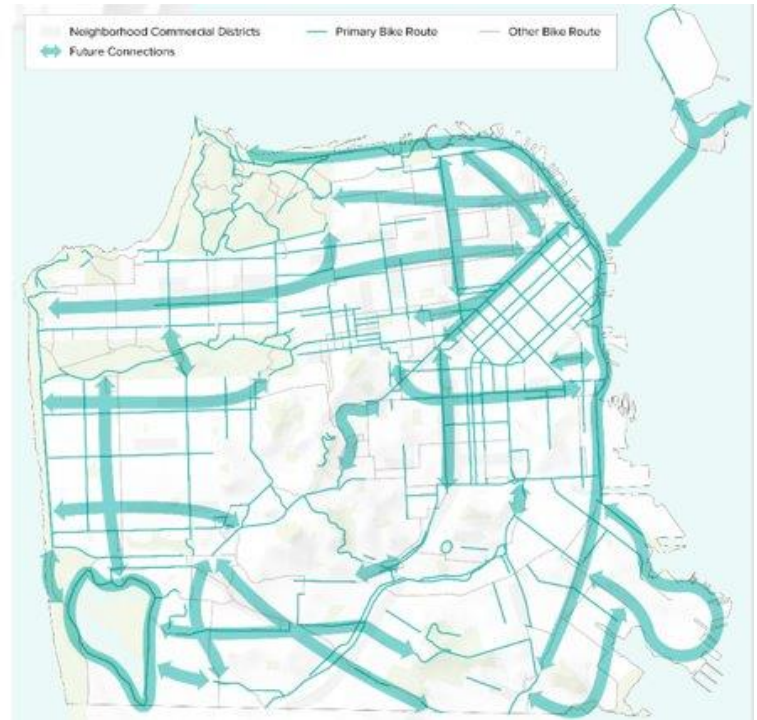 Neighborhood Commercial Districts Primary Bike Route Other Bike Route
Future Connections